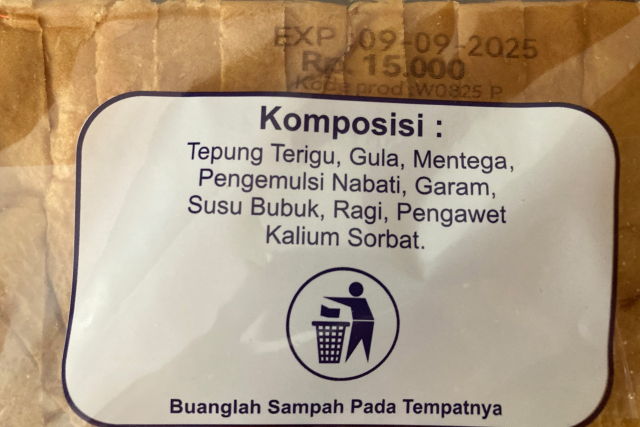 EXP : 09-09-2025
Rp. 15.000
Kode prod :W0825 P
Komposisi :
Tepung Terigu, Gula, Mentega,
Pengemulsi Nabati, Garam,
Susu Bubuk, Ragi, Pengawet
Kalium Sorbat.
Buanglah Sampah Pada Tempatnya